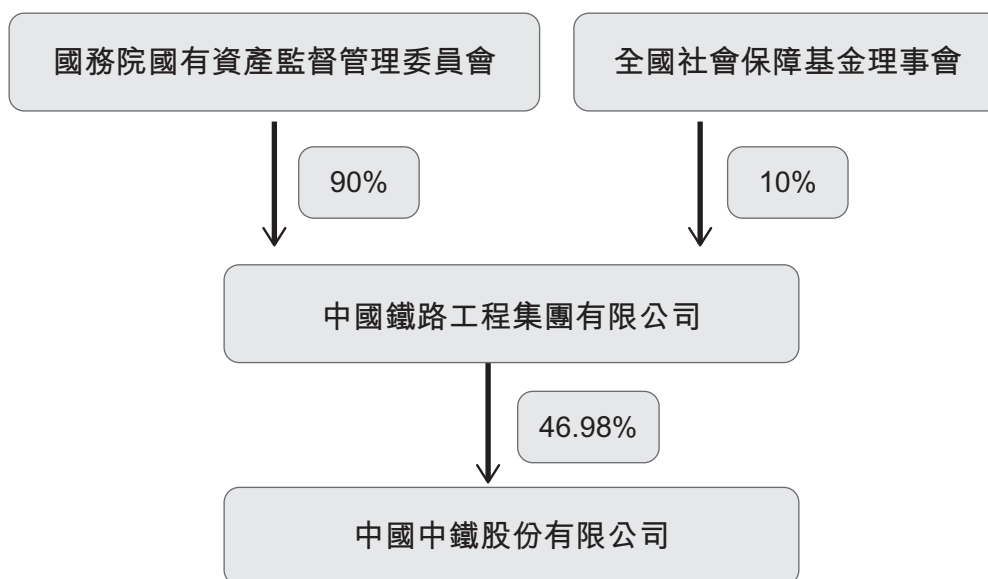 國務院國有資產監督管理委員會
全國社會保障基金理事會
90%
10%
中國鐵路工程集團有限公司
46.98%
中國中鐵股份有限公司